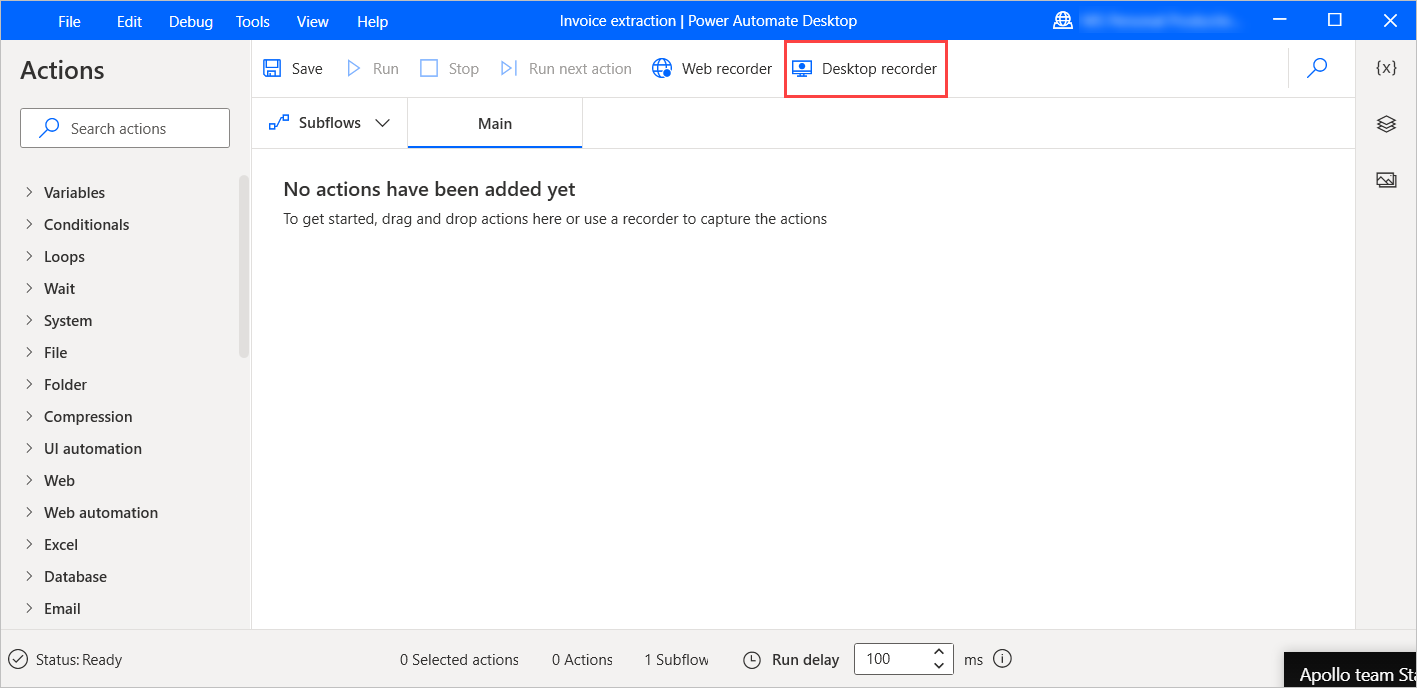 File Edit Debug Tools View Help Invoice extraction | Power Automate Desktop
Actions
Save Run Stop Run next action Web recorder Desktop recorder {x}
Search actions
Subflows Main
No actions have been added yet
To get started, drag and drop actions here or use a recorder to capture the actions
Variables
Conditionals
Loops
Wait
System
File
Folder
Compression
UI automation
Web
Web automation
Excel
Database
Email
Status: Ready 0 Selected actions 0 Actions 1 Subflow Run delay 100 ms
Apollo team